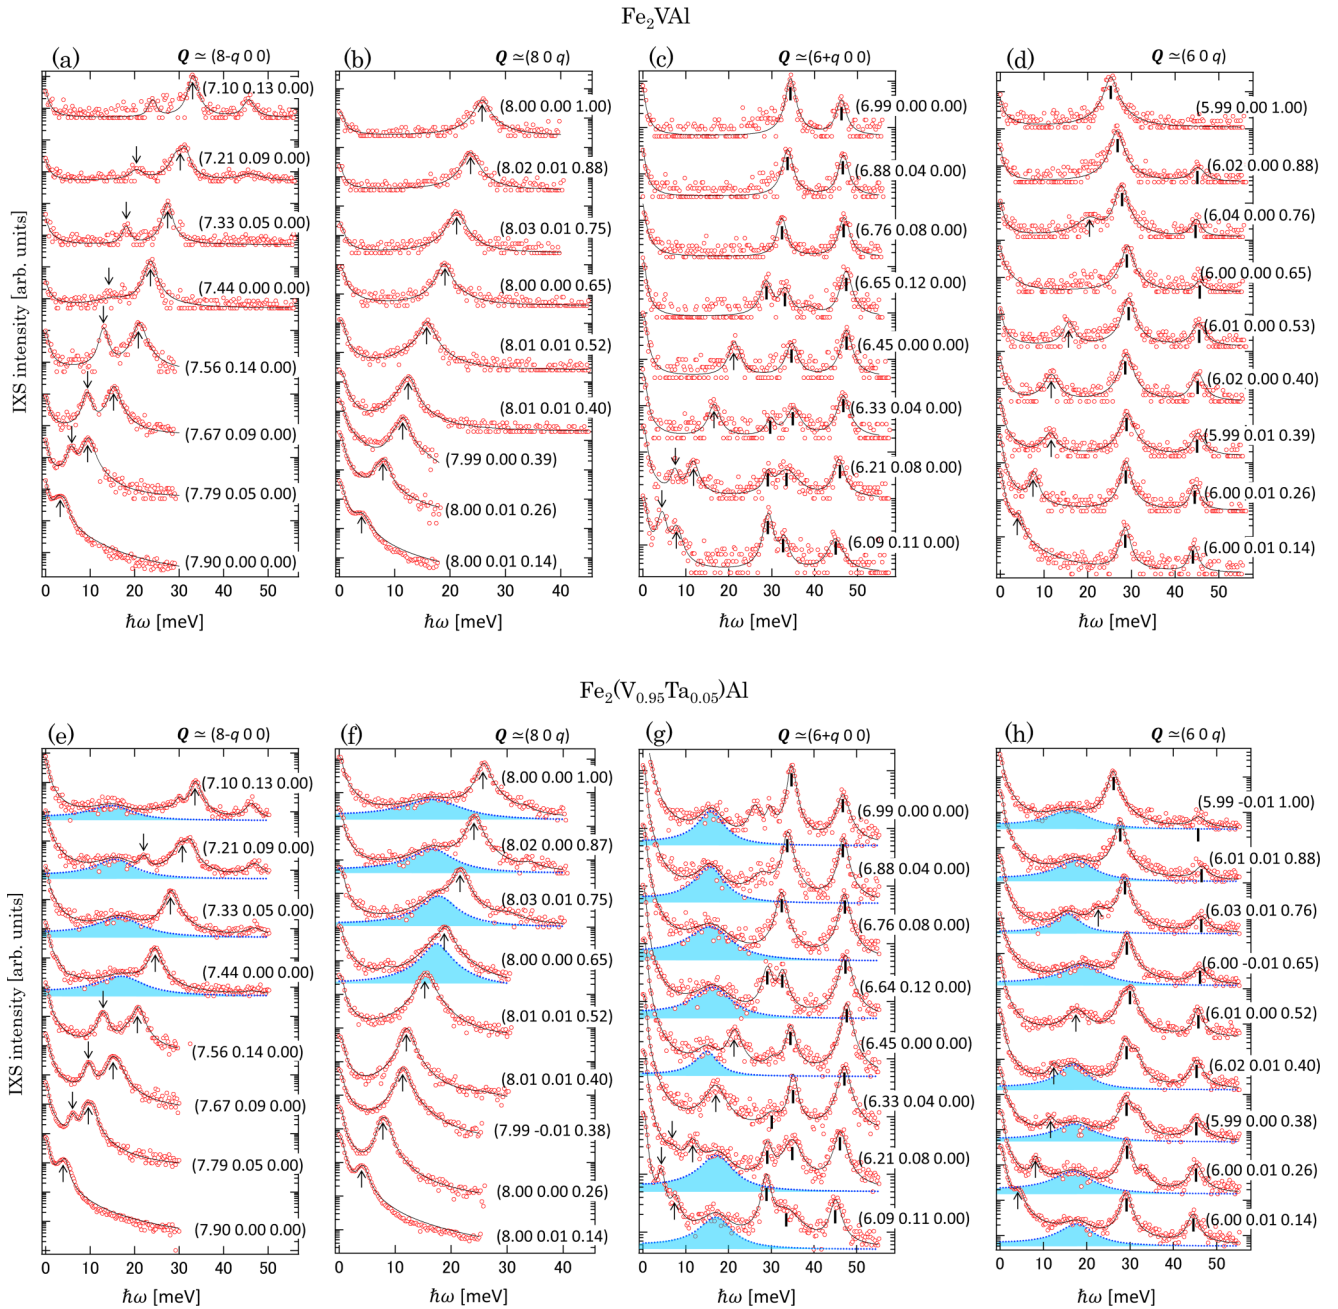 Fe₂VAl
(a) Q ≃(8-q 0 0)
(7.10 0.13 0.00)
(7.21 0.09 0.00)
(7.33 0.05 0.00)
(7.44 0.00 0.00)
(7.56 0.14 0.00)
(7.67 0.09 0.00)
(7.79 0.05 0.00)
(7.90 0.00 0.00)
IXS intensity [arb. units]
0 10 20 30 40 50
ℏω [meV]
(b) Q ≃(8 0 q)
(8.00 0.00 1.00)
(8.02 0.01 0.88)
(8.03 0.01 0.75)
(8.00 0.00 0.65)
(8.01 0.01 0.52)
(8.01 0.01 0.40)
(7.99 0.00 0.39)
(8.00 0.01 0.26)
(8.00 0.01 0.14)
0 10 20 30 40
ℏω [meV]
(c) Q ≃(6+q 0 0)
(6.99 0.00 0.00)
(6.88 0.04 0.00)
(6.76 0.08 0.00)
(6.65 0.12 0.00)
(6.45 0.00 0.00)
(6.33 0.04 0.00)
(6.21 0.08 0.00)
(6.09 0.11 0.00)
0 10 20 30 40 50
ℏω [meV]
(d) Q ≃(6 0 q)
(5.99 0.00 1.00)
(6.02 0.00 0.88)
(6.04 0.00 0.76)
(6.00 0.00 0.65)
(6.01 0.00 0.53)
(6.02 0.00 0.40)
(5.99 0.01 0.39)
(6.00 0.01 0.26)
(6.00 0.01 0.14)
0 10 20 30 40 50
ℏω [meV]
Fe₂(V₀.₉₅Ta₀.₀₅)Al
(e) Q ≃(8-q 0 0)
(7.10 0.13 0.00)
(7.21 0.09 0.00)
(7.33 0.05 0.00)
(7.44 0.00 0.00)
(7.56 0.14 0.00)
(7.67 0.09 0.00)
(7.79 0.05 0.00)
(7.90 0.00 0.00)
IXS intensity [arb. units]
0 10 20 30 40 50
ℏω [meV]
(f) Q ≃(8 0 q)
(8.00 0.00 1.00)
(8.02 0.00 0.87)
(8.03 0.01 0.75)
(8.00 0.00 0.65)
(8.01 0.01 0.52)
(8.01 0.01 0.40)
(7.99 -0.01 0.38)
(8.00 0.00 0.26)
(8.00 0.01 0.14)
0 10 20 30 40
ℏω [meV]
(g) Q ≃(6+q 0 0)
(6.99 0.00 0.00)
(6.88 0.04 0.00)
(6.76 0.08 0.00)
(6.64 0.12 0.00)
(6.45 0.00 0.00)
(6.33 0.04 0.00)
(6.21 0.08 0.00)
(6.09 0.11 0.00)
0 10 20 30 40 50
ℏω [meV]
(h) Q ≃(6 0 q)
(5.99 -0.01 1.00)
(6.01 0.01 0.88)
(6.03 0.01 0.76)
(6.00 -0.01 0.65)
(6.01 0.00 0.52)
(6.02 0.01 0.40)
(5.99 0.00 0.38)
(6.00 0.01 0.26)
(6.00 0.01 0.14)
0 10 20 30 40 50
ℏω [meV]